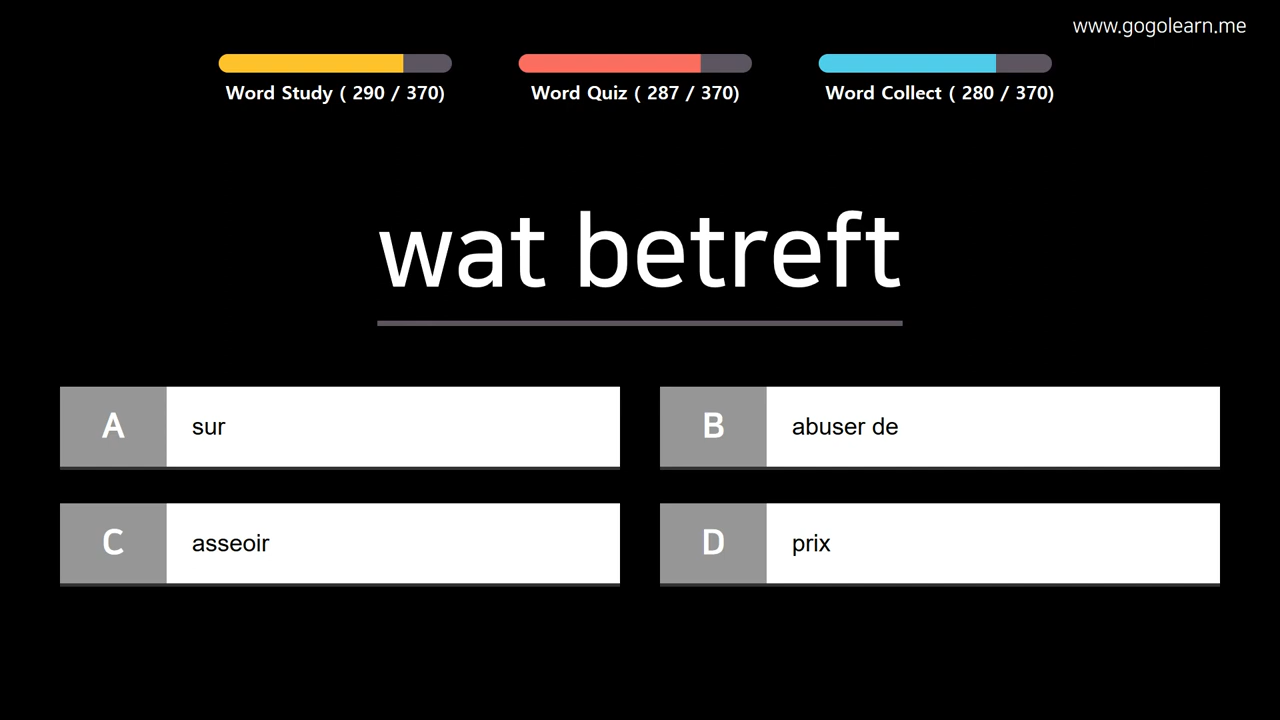 www.gogolearn.me
Word Study ( 290 / 370)
Word Quiz ( 287 / 370)
Word Collect ( 280 / 370)
wat betreft
A sur
B abuser de
C asseoir
D prix